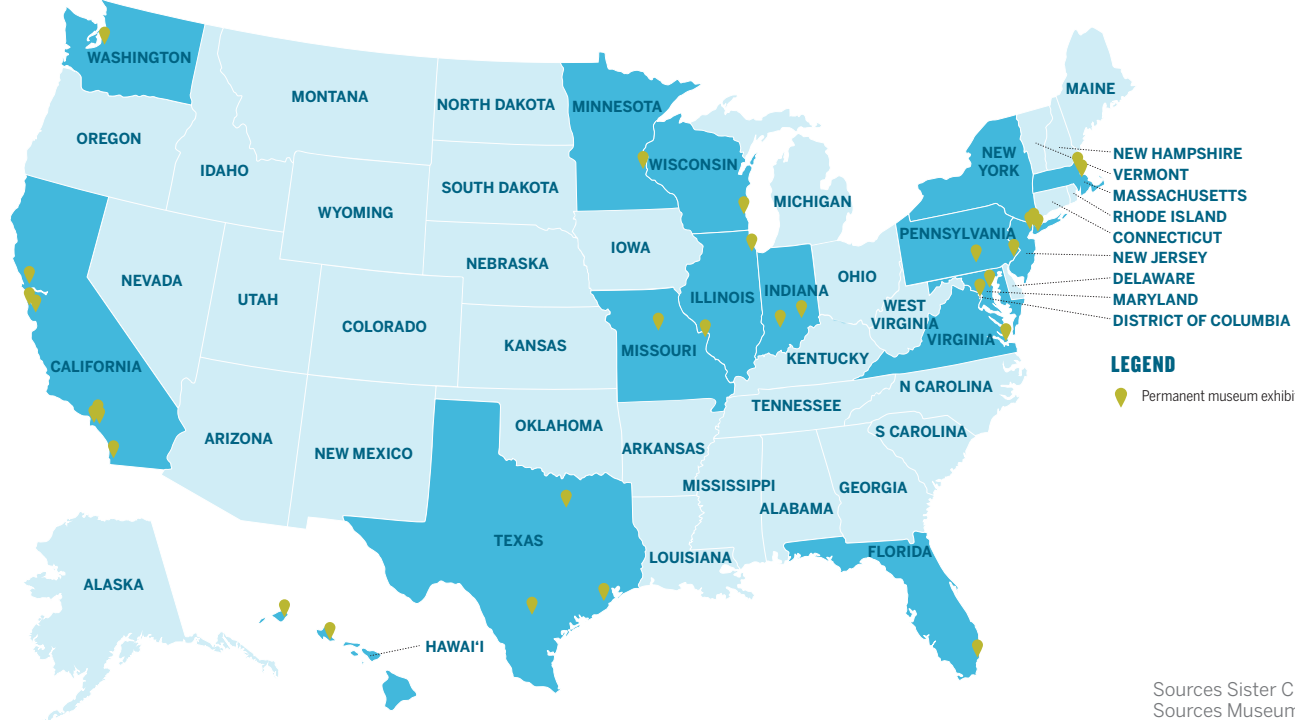 WASHINGTON
MONTANA
NORTH DAKOTA
MINNESOTA
MAINE
OREGON
IDAHO
SOUTH DAKOTA
WISCONSIN
NEW
YORK
NEW HAMPSHIRE
VERMONT
MASSACHUSETTS
RHODE ISLAND
CONNECTICUT
NEW JERSEY
DELAWARE
MARYLAND
DISTRICT OF COLUMBIA
WYOMING
MICHIGAN
PENNSYLVANIA
IOWA
NEBRASKA
NEVADA
UTAH
OHIO
INDIANA
ILLINOIS
COLORADO
WEST
VIRGINIA
VIRGINIA
KANSAS
MISSOURI
KENTUCKY
CALIFORNIA
LEGEND
Permanent museum exhibi
N CAROLINA
TENNESSEE
OKLAHOMA
S CAROLINA
ARIZONA
NEW MEXICO
ARKANSAS
MISSISSIPPI
GEORGIA
ALABAMA
TEXAS
LOUISIANA
FLORIDA
ALASKA
HAWAI‘I
Sources Sister C
Sources Museum